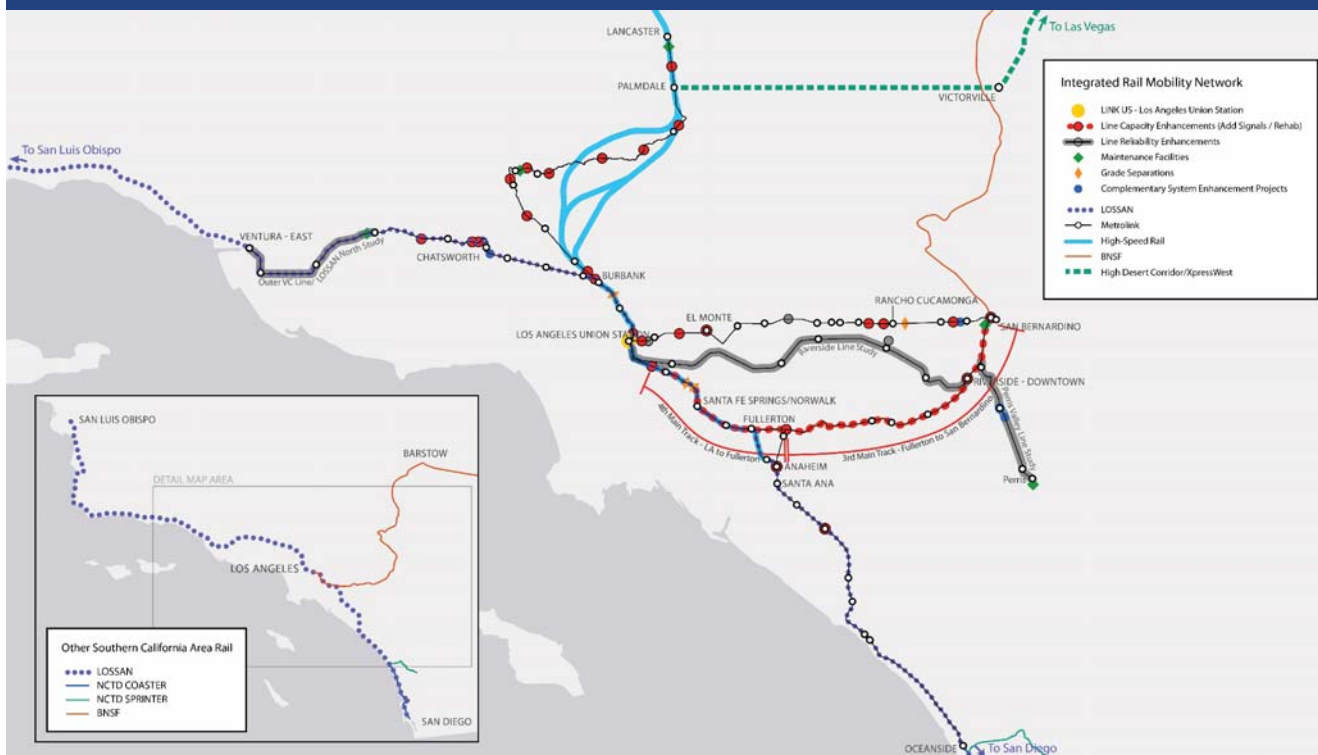 LANCASTER
To Las Vegas
PALMDALE
VICTORVILLE
Integrated Rail Mobility Network
LINK US - Los Angeles Union Station
Line Capacity Enhancements (Add Signals / Rehab)
Line Reliability Enhancements
Maintenance Facilities
Grade Separations
Complementary System Enhancement Projects
LOSSAN
Metrolink
High-Speed Rail
BNSF
High Desert Corridor/XpressWest
To San Luis Obispo
VENTURA - EAST
Outer VC Line/
LOSSAN North Study
CHATSWORTH
BURBANK
RANCHO CUCAMONGA
EL MONTE
LOS ANGELES UNION STATION
SAN BERNARDINO
Riverside Line Study
RIVERSIDE - DOWNTOWN
SANTA FE SPRINGS/NORWALK
FULLERTON
4th Main Track - LA to Fullerton
3rd Main Track - Fullerton to San Bernardino
Perris Valley Line Study
Perris
ANAHEIM
SANTA ANA
OCEANSIDE
To San Diego
SAN LUIS OBISPO
BARSTOW
DETAIL MAP AREA
LOS ANGELES
Other Southern California Area Rail
LOSSAN
NCTD COASTER
NCTD SPRINTER
BNSF
SAN DIEGO